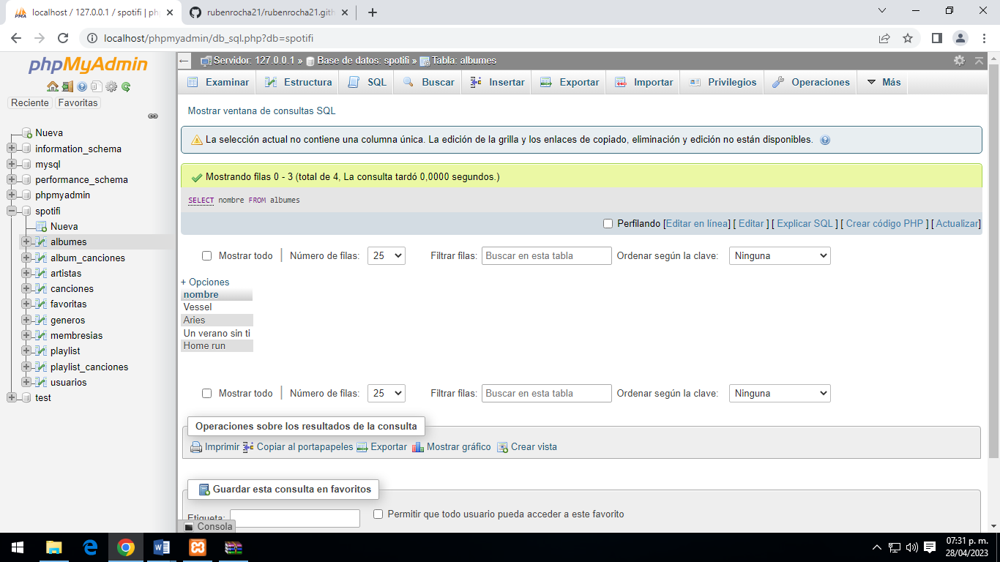 localhost / 127.0.0.1 / spotifi | ph
rubenrocha21/rubenrocha21.gith
localhost/phpmyadmin/db_sql.php?db=spotifi
phpMyAdmin
Reciente Favoritas
Nueva
information_schema
mysql
performance_schema
phpmyadmin
spotifi
Nueva
albumes
album_canciones
artistas
canciones
favoritas
generos
membresias
playlist
playlist_canciones
usuarios
test
Servidor: 127.0.0.1 » Base de datos: spotifi » Tabla: albumes
Examinar Estructura SQL Buscar Insertar Exportar Importar Privilegios Operaciones Más
Mostrar ventana de consultas SQL
La selección actual no contiene una columna única. La edición de la grilla y los enlaces de copiado, eliminación y edición no están disponibles.
Mostrando filas 0 - 3 (total de 4, La consulta tardó 0,0000 segundos.)
SELECT nombre FROM albumes
Perfilando [Editar en línea] [ Editar ] [ Explicar SQL ] [ Crear código PHP ] [ Actualizar]
Mostrar todo | Número de filas: 25 Filtrar filas: Buscar en esta tabla Ordenar según la clave: Ninguna
+ Opciones
nombre
Vessel
Aries
Un verano sin ti
Home run
Mostrar todo | Número de filas: 25 Filtrar filas: Buscar en esta tabla Ordenar según la clave: Ninguna
Operaciones sobre los resultados de la consulta
Imprimir Copiar al portapapeles Exportar Mostrar gráfico Crear vista
Guardar esta consulta en favoritos
Etiqueta: Permitir que todo usuario pueda acceder a este favorito
Consola
07:31 p. m.
28/04/2023